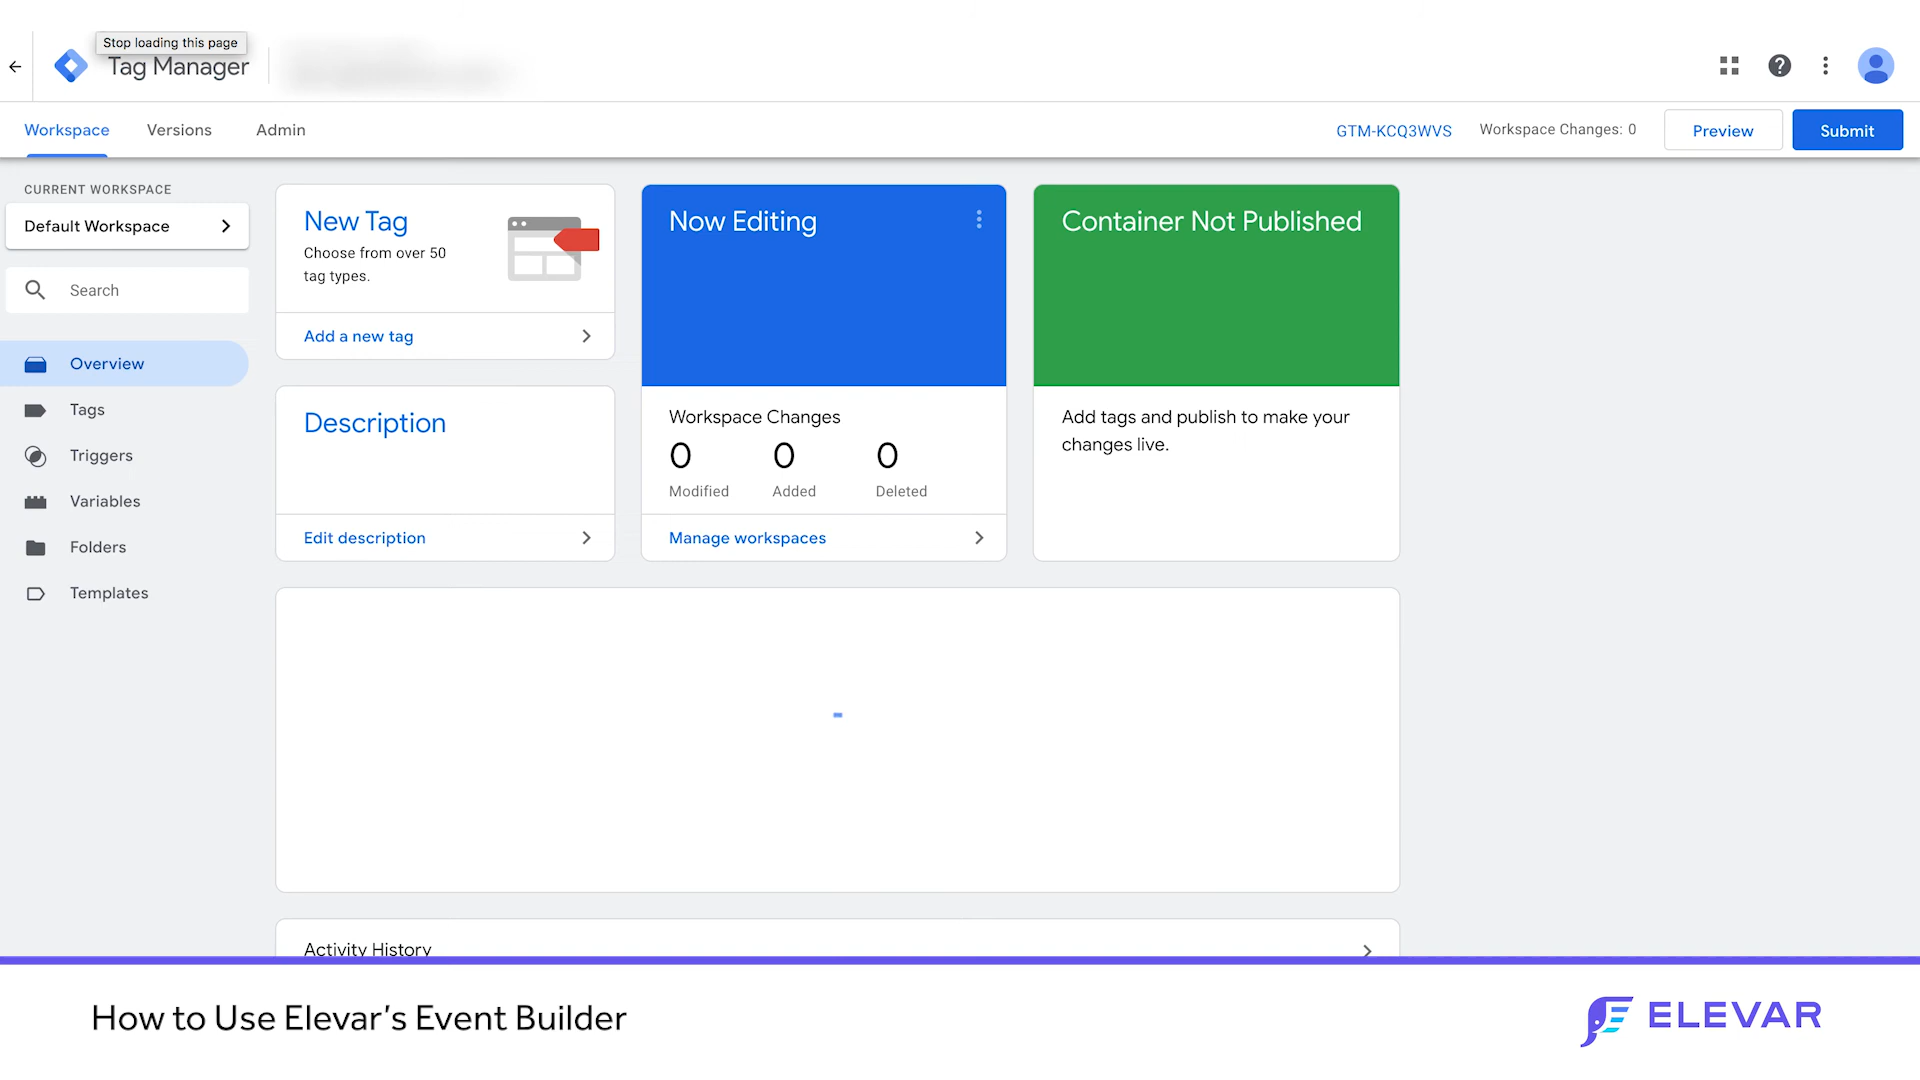 Stop loading this page
Tag Manager
Workspace
Versions
Admin
GTM-KCQ3WVS
Workspace Changes: 0
Preview
Submit
CURRENT WORKSPACE
Default Workspace
Search
Overview
Tags
Triggers
Variables
Folders
Templates
New Tag
Choose from over 50
tag types.
Add a new tag
Description
Edit description
Now Editing
Workspace Changes
0 0 0
Modified Added Deleted
Manage workspaces
Container Not Published
Add tags and publish to make your
changes live.
Activity History
How to Use Elevar's Event Builder
ELEVAR